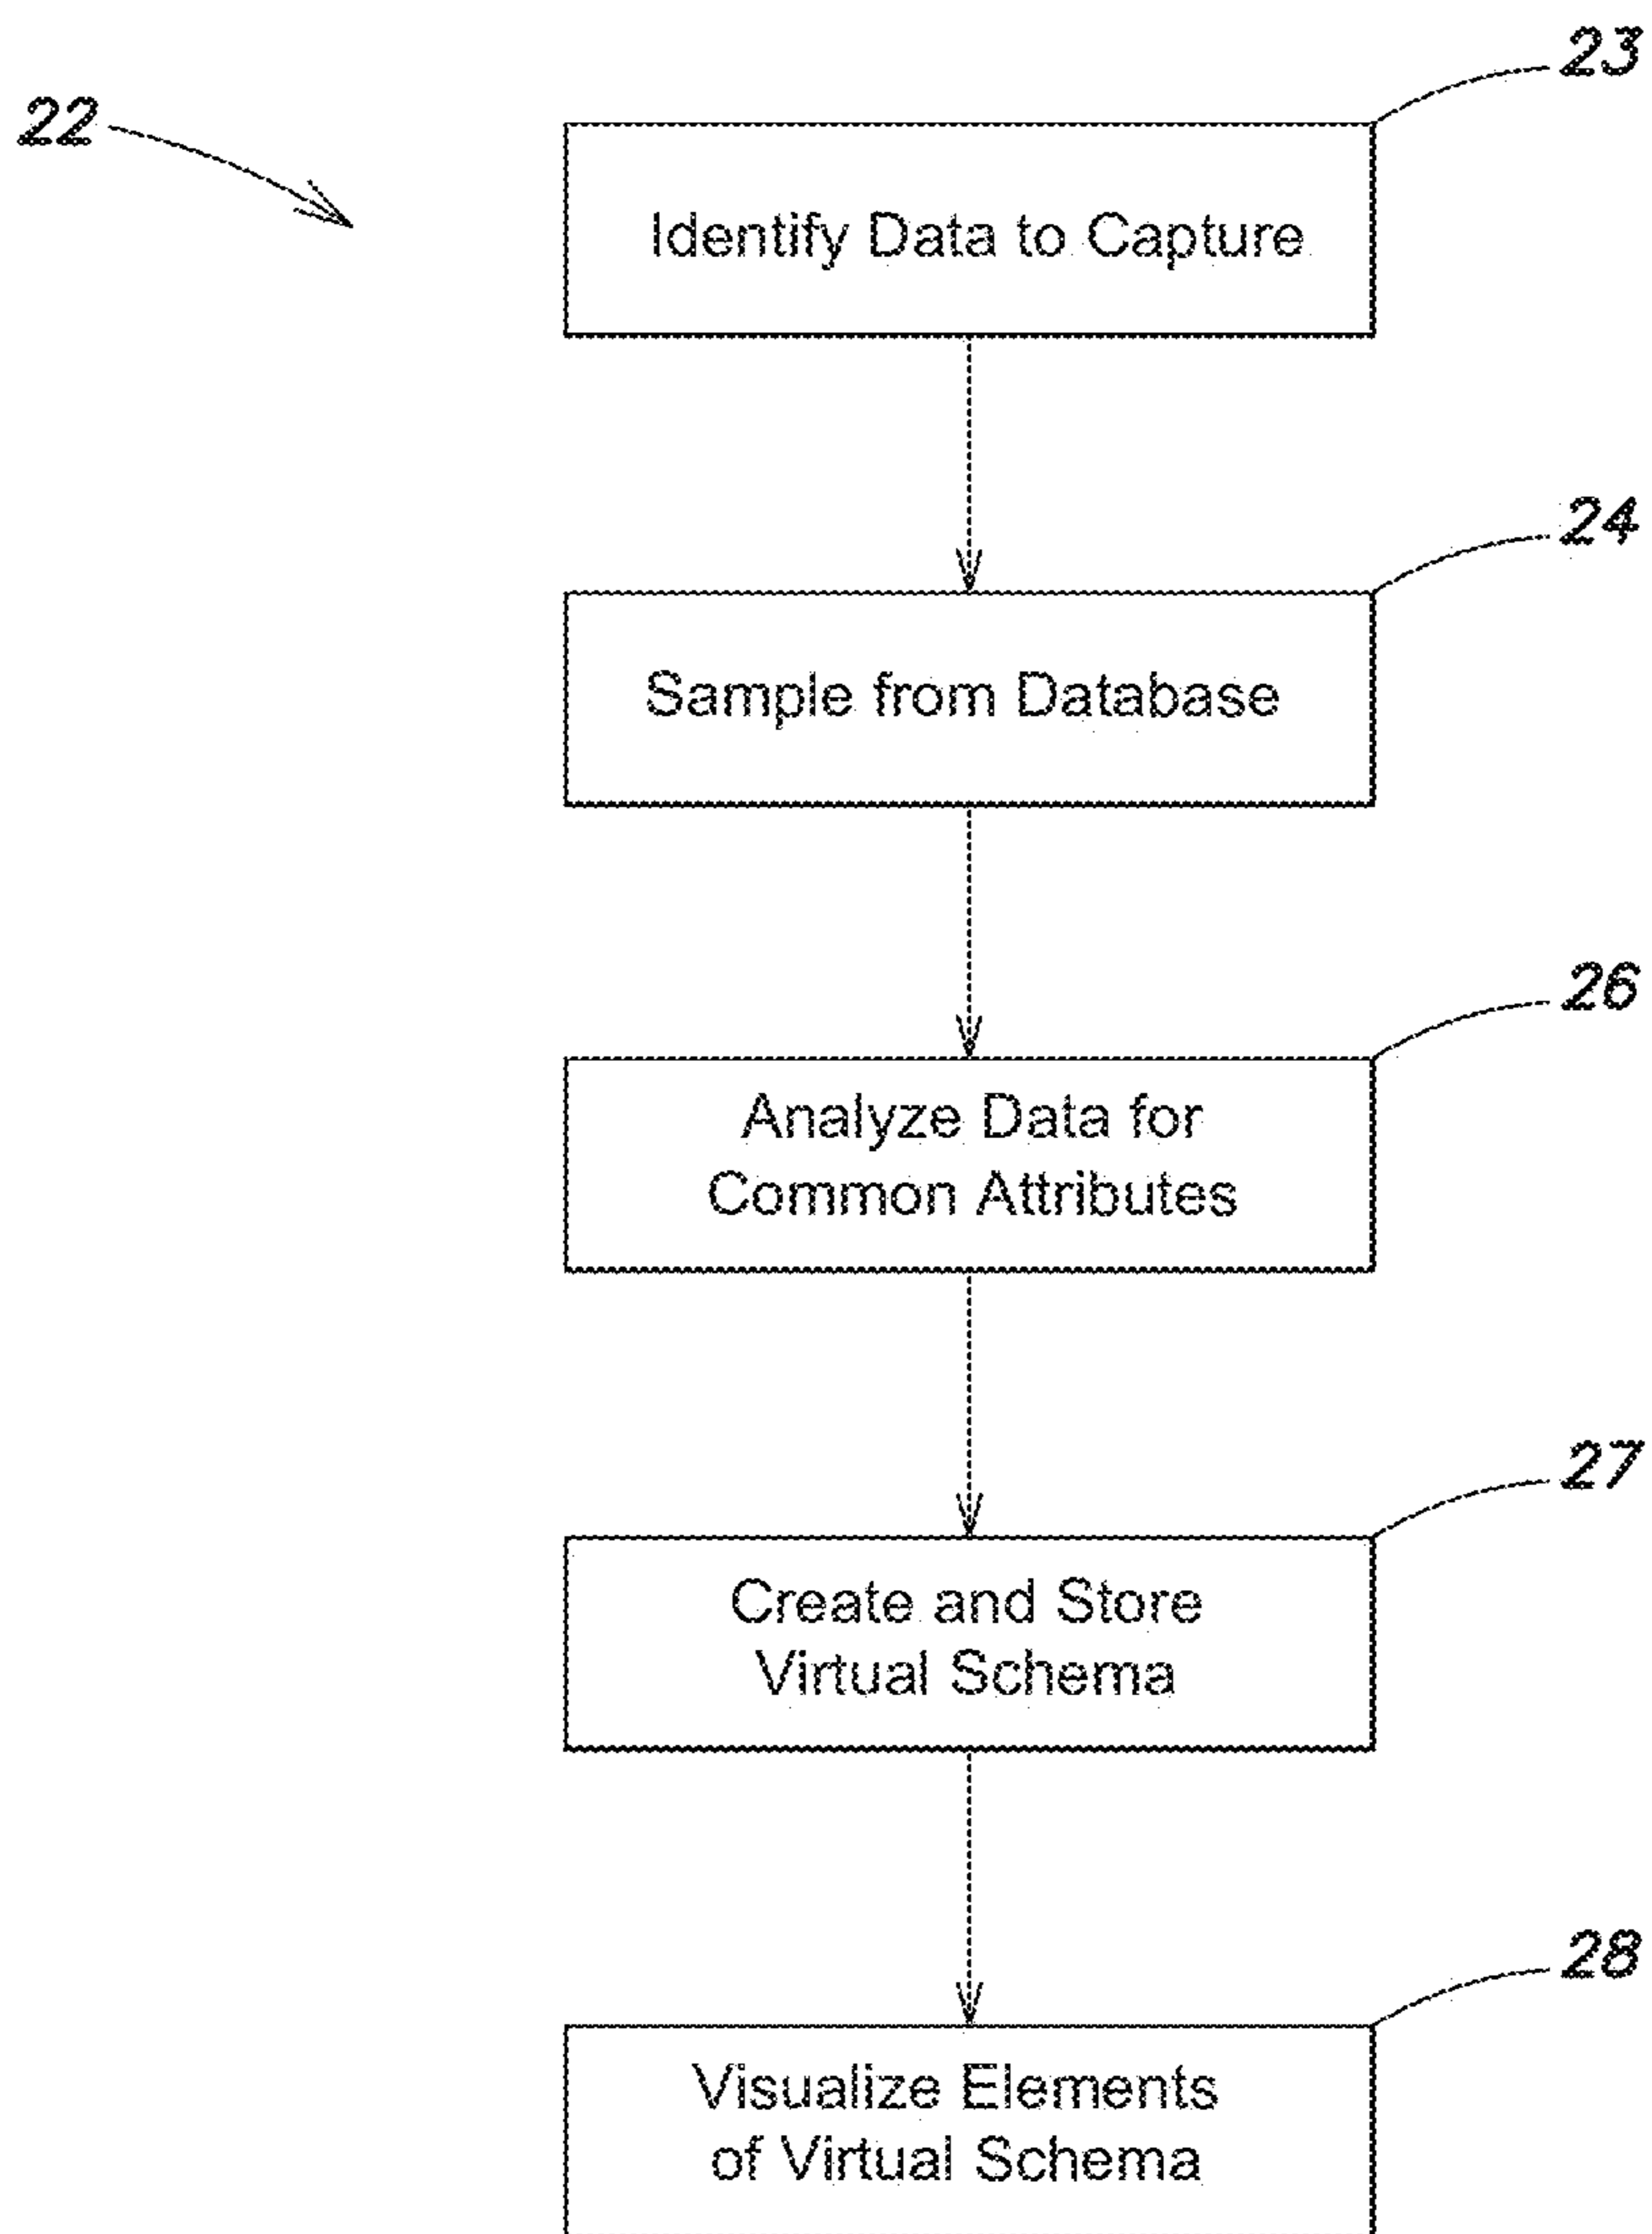 22
23
Identify Data to Capture
24
Sample from Database
26
Analyze Data for
Common Attributes
27
Create and Store
Virtual Schema
28
Visualize Elements
of Virtual Schema